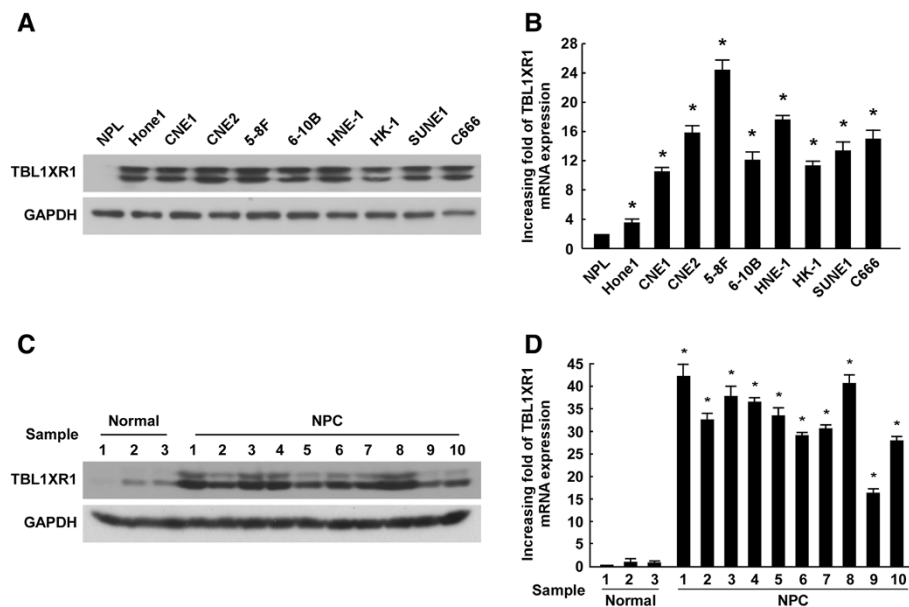 A
NPL Hone1 CNE1 CNE2 5-8F 6-10B HNE-1 HK-1 SUNE1 C666
TBL1XR1
GAPDH
B
Increasing fold of TBL1XR1
mRNA expression
28
24
20
16
12
8
4
0
* * * * * * * * *
NPL Hone1 CNE1 CNE2 5-8F 6-10B HNE-1 HK-1 SUNE1 C666
C
Normal NPC
Sample 1 2 3 1 2 3 4 5 6 7 8 9 10
TBL1XR1
GAPDH
D
Increasing fold of TBL1XR1
mRNA expression
45
40
35
30
25
20
15
10
5
0
* * * * * * * * * *
Sample 1 2 3 1 2 3 4 5 6 7 8 9 10
Normal NPC